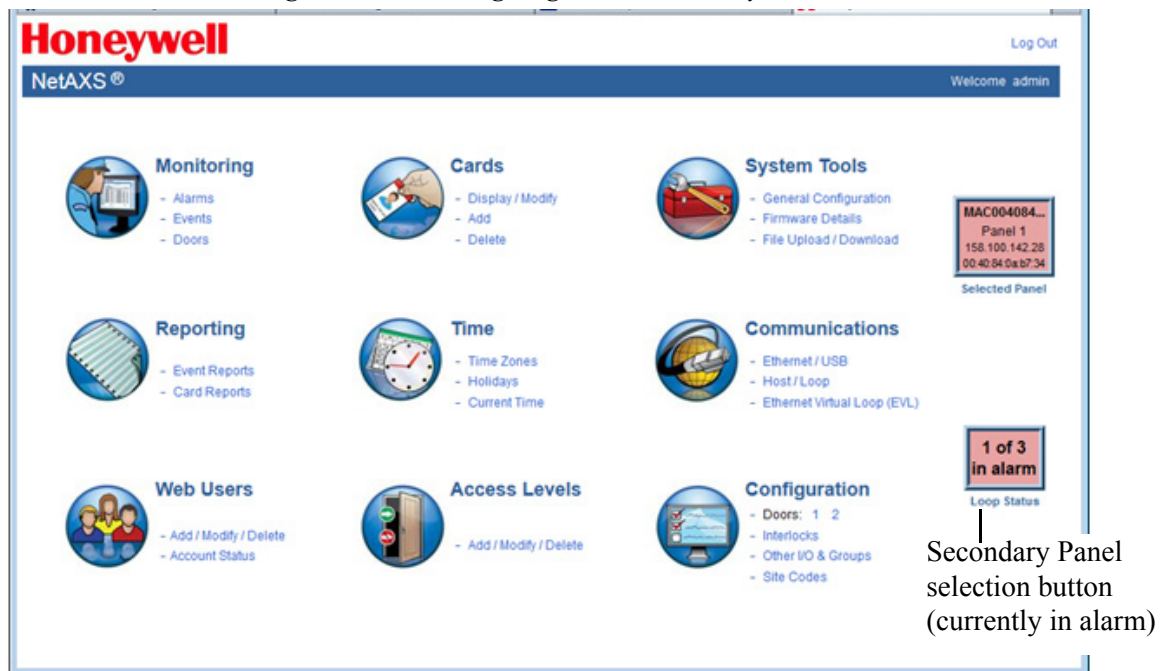 Honeywell
Log Out
NetAXS ®
Welcome admin
Monitoring
- Alarms
- Events
- Doors
Cards
- Display / Modify
- Add
- Delete
System Tools
- General Configuration
- Firmware Details
- File Upload / Download
MAC004084...
Panel 1
158.100.142.28
00:40:84:0a:b7:34
Selected Panel
Reporting
- Event Reports
- Card Reports
Time
- Time Zones
- Holidays
- Current Time
Communications
- Ethernet / USB
- Host / Loop
- Ethernet Virtual Loop (EVL)
1 of 3
in alarm
Loop Status
Web Users
- Add / Modify / Delete
- Account Status
Access Levels
- Add / Modify / Delete
Configuration
- Doors: 1 2
- Interlocks
- Other I/O & Groups
- Site Codes
Secondary Panel
selection button
(currently in alarm)